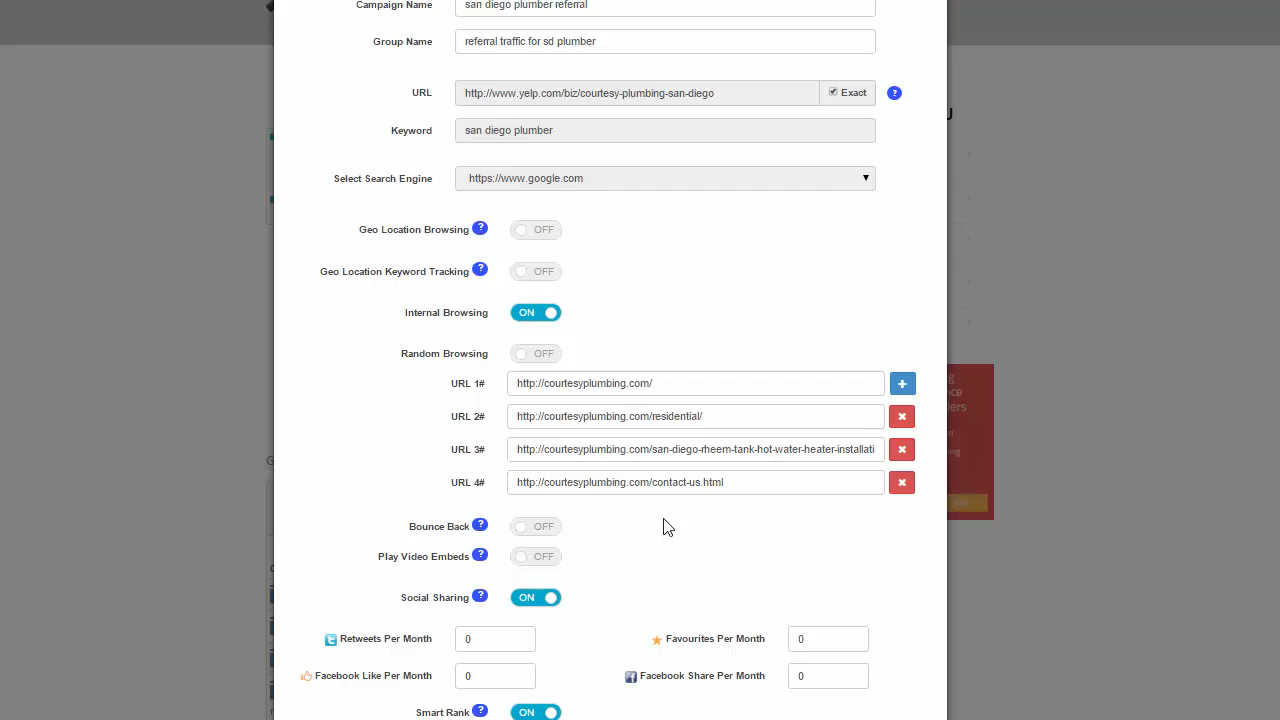 Campaign Name san diego plumber referral
Group Name referral traffic for sd plumber
URL http://www.yelp.com/biz/courtesy-plumbing-san-diego Exact ?
Keyword san diego plumber
Select Search Engine https://www.google.com
Geo Location Browsing ? OFF
Geo Location Keyword Tracking ? OFF
Internal Browsing ON
Random Browsing OFF
URL 1# http://courtesyplumbing.com/
URL 2# http://courtesyplumbing.com/residential/
URL 3# http://courtesyplumbing.com/san-diego-rheem-tank-hot-water-heater-installati
URL 4# http://courtesyplumbing.com/contact-us.html
Bounce Back ? OFF
Play Video Embeds ? OFF
Social Sharing ? ON
Retweets Per Month 0 Favourites Per Month 0
Facebook Like Per Month 0 Facebook Share Per Month 0
Smart Rank ? ON